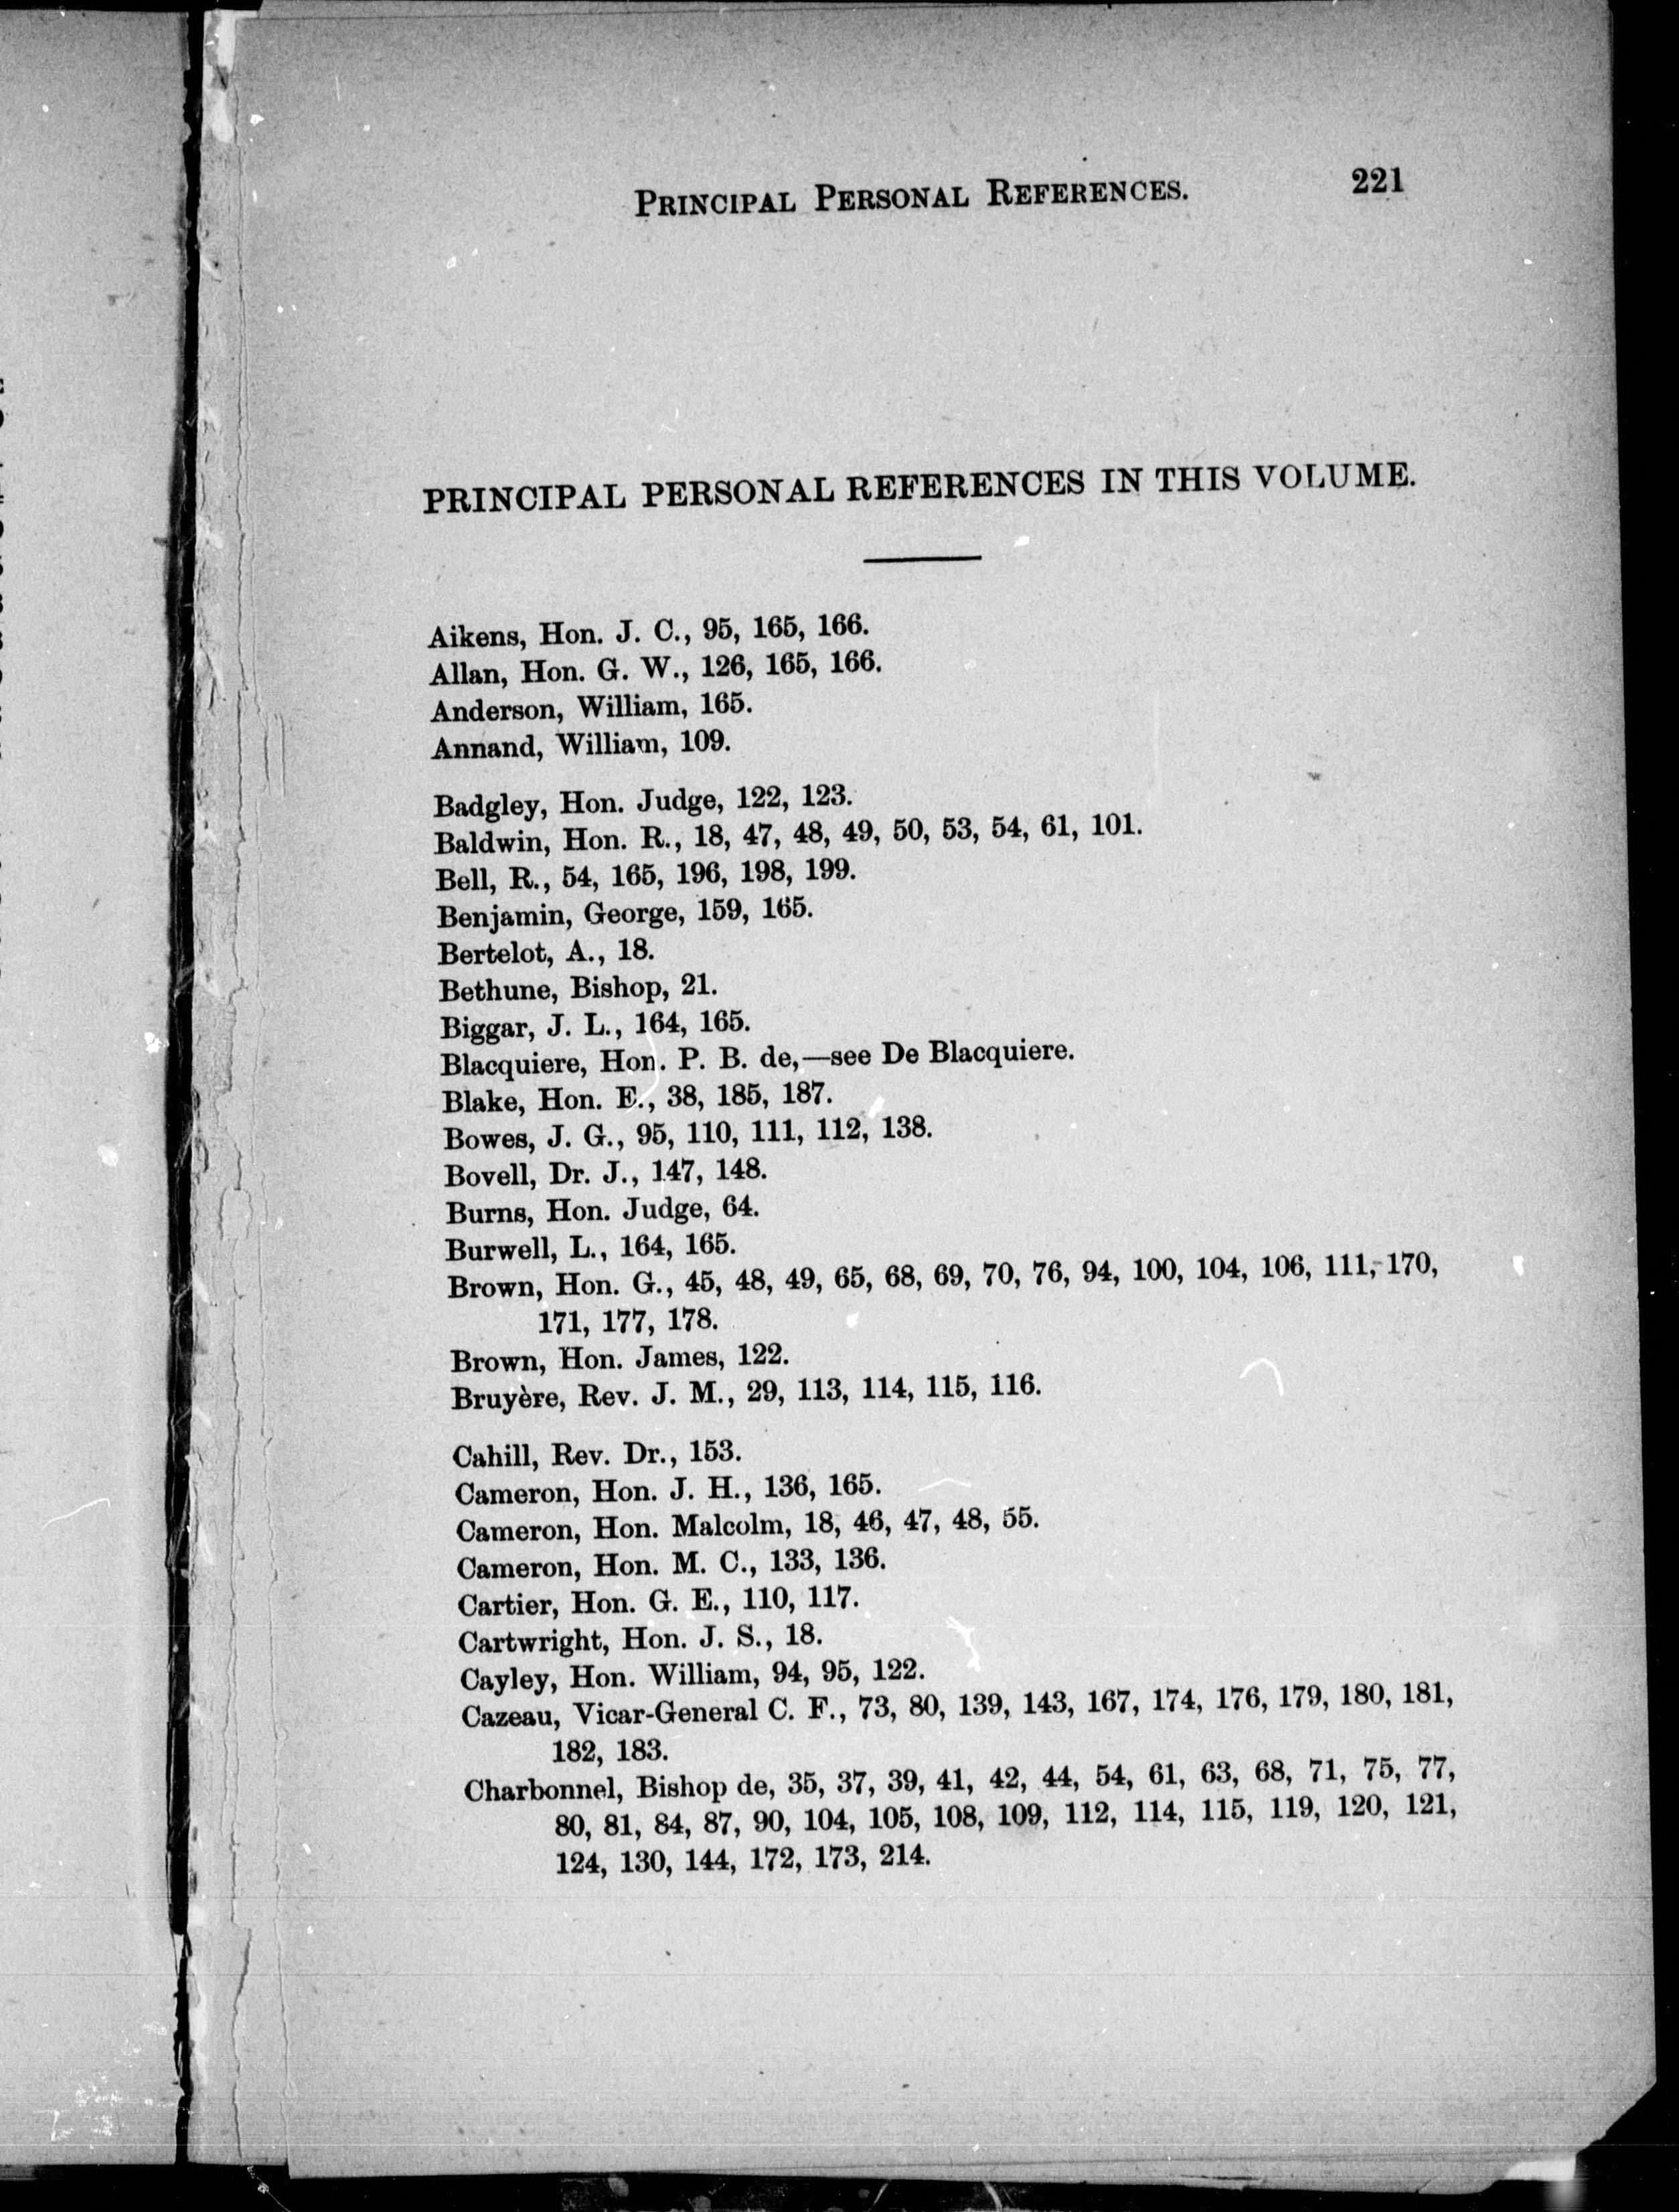 PRINCIPAL PERSONAL REFERENCES. 221
PRINCIPAL PERSONAL REFERENCES IN THIS VOLUME.
Aikens, Hon. J. C., 95, 165, 166.
Allan, Hon. G. W., 126, 165, 166.
Anderson, William, 165.
Annand, William, 109.
Badgley, Hon. Judge, 122, 123.
Baldwin, Hon. R., 18, 47, 48, 49, 50, 53, 54, 61, 101.
Bell, R., 54, 165, 196, 198, 199.
Benjamin, George, 159, 165.
Bertelot, A., 18.
Bethune, Bishop, 21.
Biggar, J. L., 164, 165.
Blacquiere, Hon. P. B. de,—see De Blacquiere.
Blake, Hon. E., 38, 185, 187.
Bowes, J. G., 95, 110, 111, 112, 138.
Bovell, Dr. J., 147, 148.
Burns, Hon. Judge, 64.
Burwell, L., 164, 165.
Brown, Hon. G., 45, 48, 49, 65, 68, 69, 70, 76, 94, 100, 104, 106, 111, 170,
171, 177, 178.
Brown, Hon. James, 122.
Bruyère, Rev. J. M., 29, 113, 114, 115, 116.
Cahill, Rev. Dr., 153.
Cameron, Hon. J. H., 136, 165.
Cameron, Hon. Malcolm, 18, 46, 47, 48, 55.
Cameron, Hon. M. C., 133, 136.
Cartier, Hon. G. E., 110, 117.
Cartwright, Hon. J. S., 18.
Cayley, Hon. William, 94, 95, 122.
Cazeau, Vicar-General C. F., 73, 80, 139, 143, 167, 174, 176, 179, 180, 181,
182, 183.
Charbonnel, Bishop de, 35, 37, 39, 41, 42, 44, 54, 61, 63, 68, 71, 75, 77,
80, 81, 84, 87, 90, 104, 105, 108, 109, 112, 114, 115, 119, 120, 121,
124, 130, 144, 172, 173, 214.